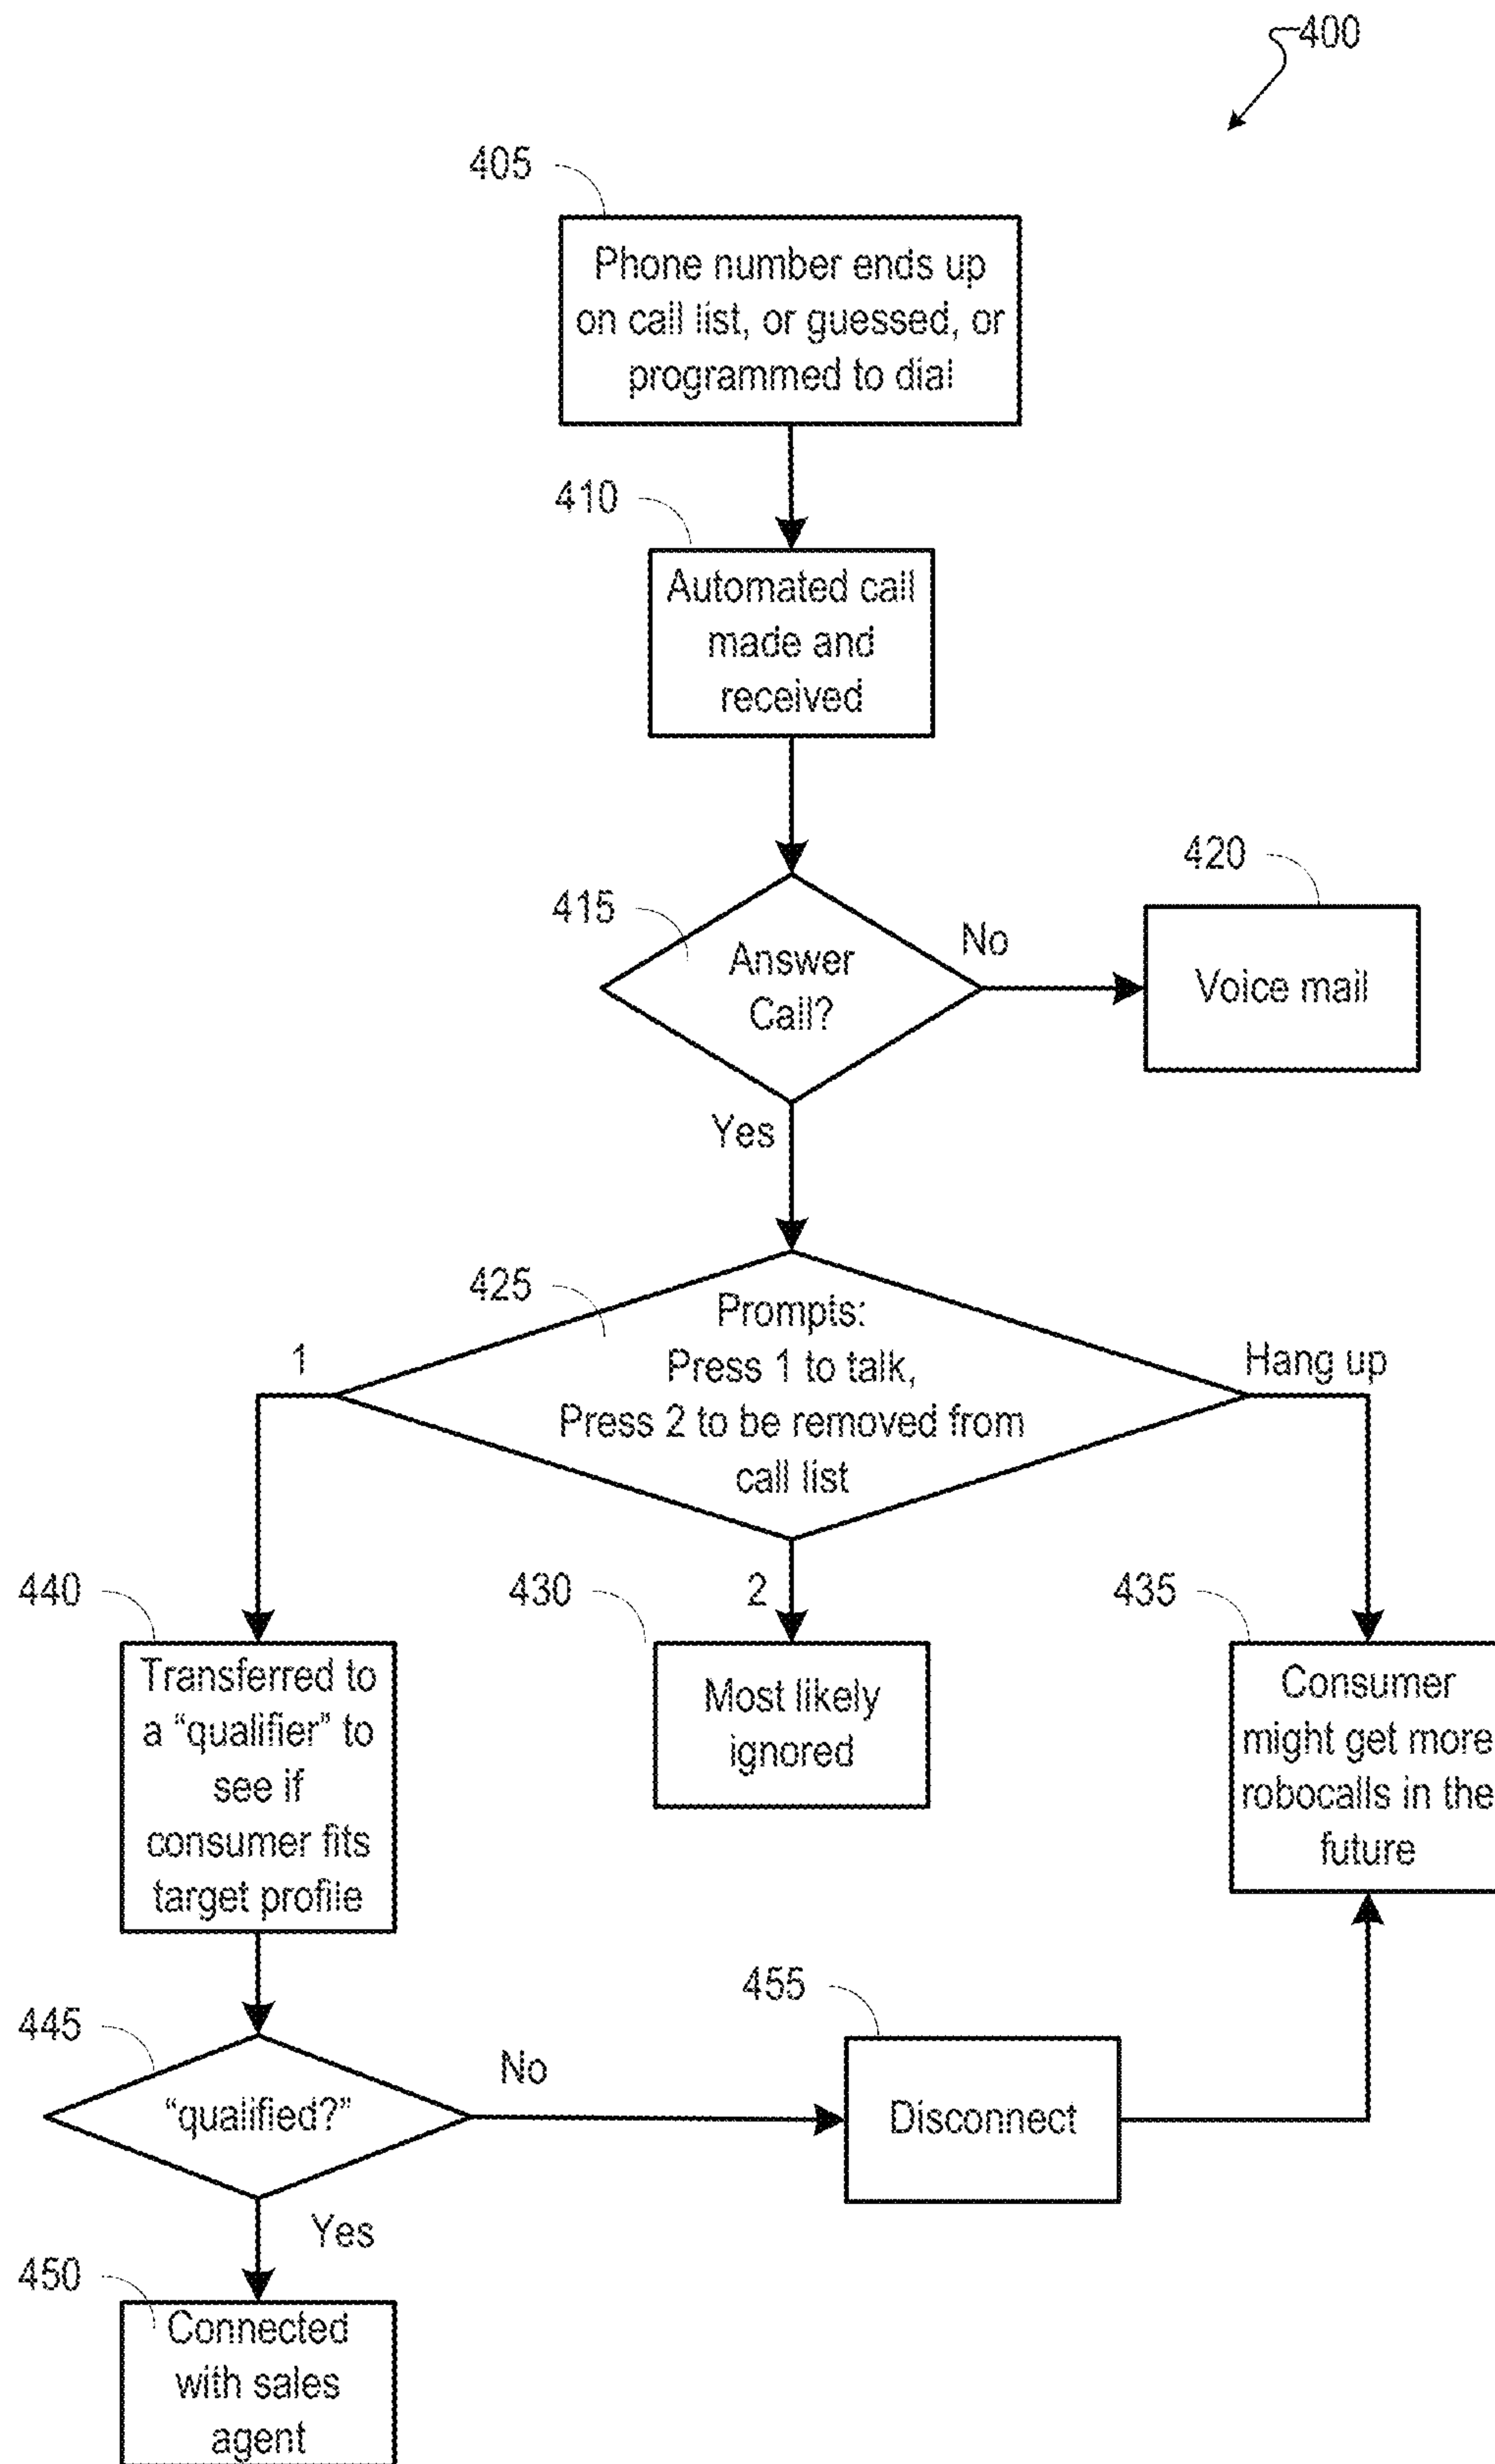 400
405
Phone number ends up
on call list, or guessed, or
programmed to dial
410
Automated call
made and
received
415
Answer
Call?
No
420
Voice mail
Yes
425
Prompts:
Press 1 to talk,
Press 2 to be removed from
call list
1
Hang up
2
440
Transferred to
a “qualifier” to
see if
consumer fits
target profile
430
Most likely
ignored
435
Consumer
might get more
robocalls in the
future
445
“qualified?”
No
455
Disconnect
Yes
450
Connected
with sales
agent